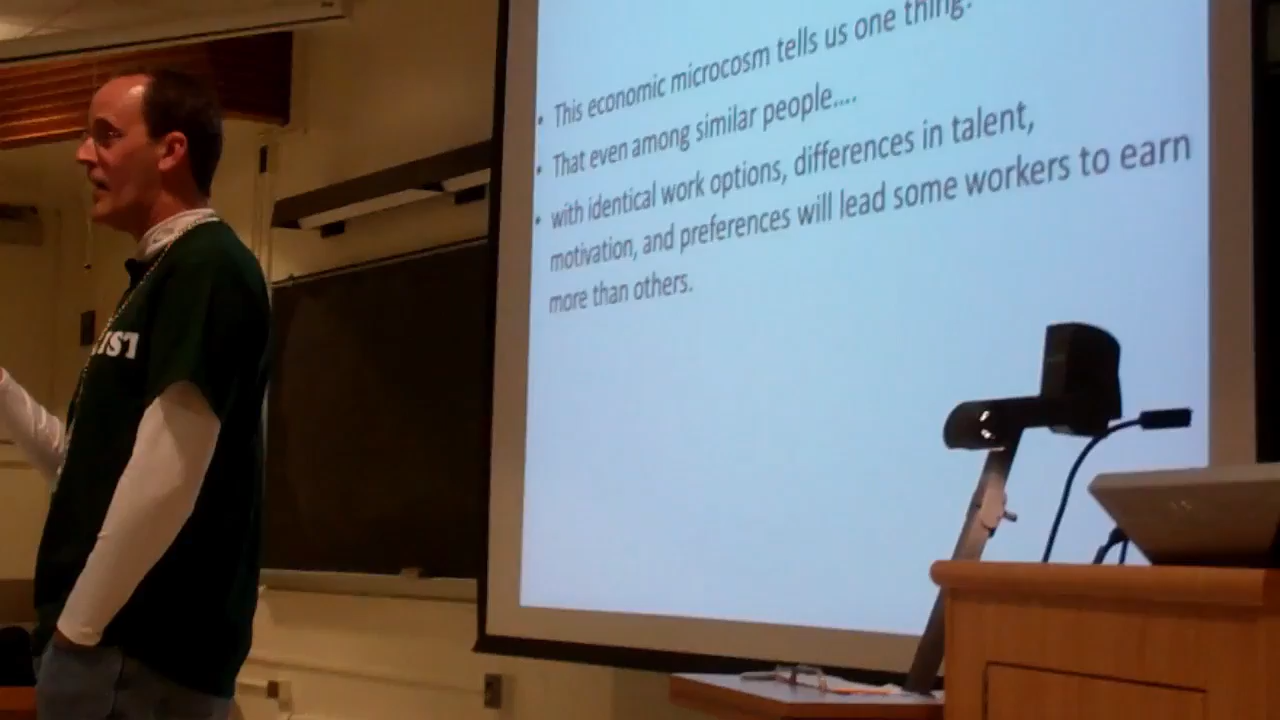 • This economic microcosm tells us one thing:
• That even among similar people....
• with identical work options, differences in talent,
motivation, and preferences will lead some workers to earn
more than others.
IST